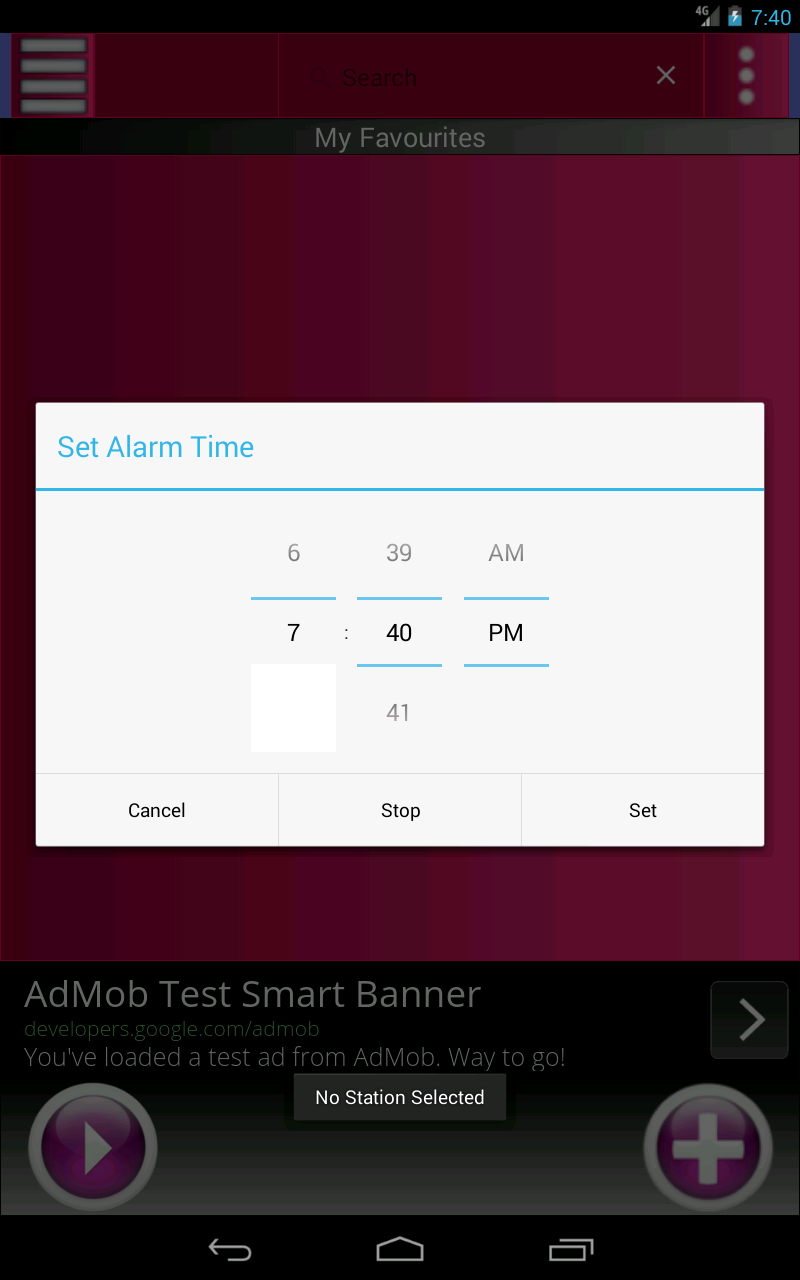 4G 7:40
Search
My Favourites
Set Alarm Time
6 39 AM
7 : 40 PM
41
Cancel Stop Set
AdMob Test Smart Banner
developers.google.com/admob
You've loaded a test ad from AdMob. Way to go!
No Station Selected